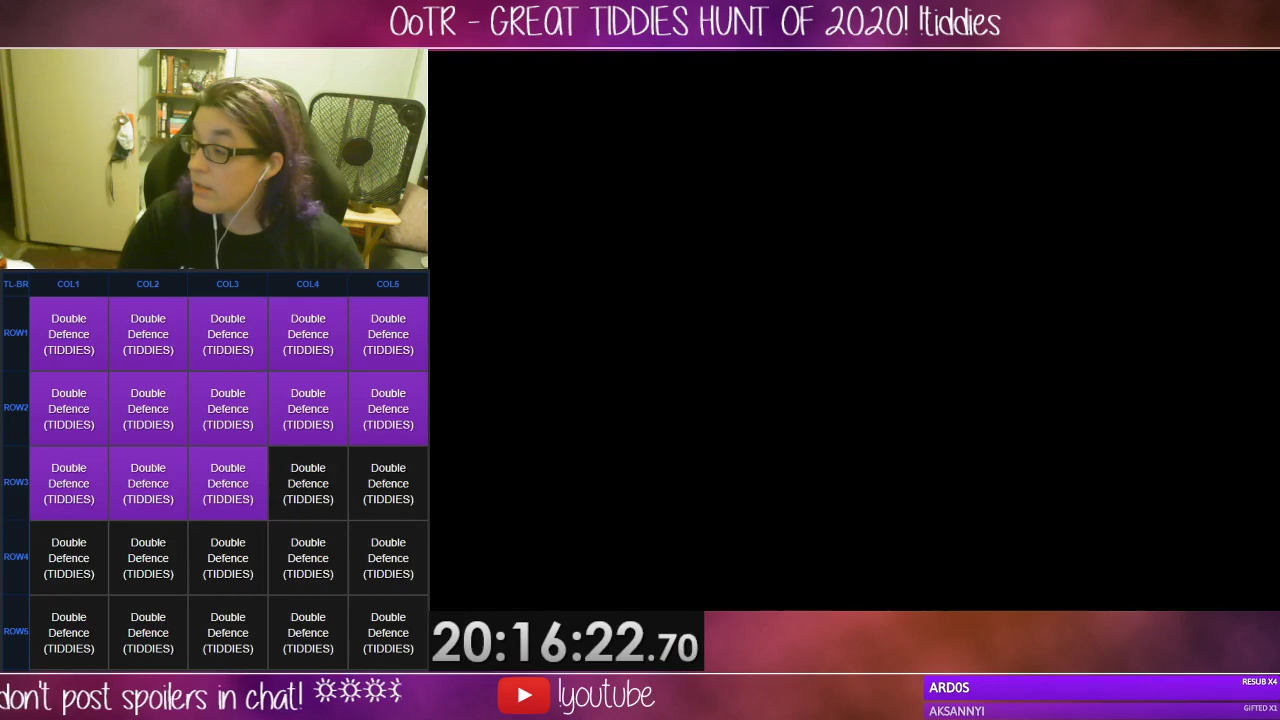 OoTR - GREAT TIDDIES HUNT OF 2020! !tiddies
TL-BR COL1 COL2 COL3 COL4 COL5
ROW1
Double Double Double Double Double
Defence Defence Defence Defence Defence
(TIDDIES) (TIDDIES) (TIDDIES) (TIDDIES) (TIDDIES)
ROW2
Double Double Double Double Double
Defence Defence Defence Defence Defence
(TIDDIES) (TIDDIES) (TIDDIES) (TIDDIES) (TIDDIES)
ROW3
Double Double Double Double Double
Defence Defence Defence Defence Defence
(TIDDIES) (TIDDIES) (TIDDIES) (TIDDIES) (TIDDIES)
ROW4
Double Double Double Double Double
Defence Defence Defence Defence Defence
(TIDDIES) (TIDDIES) (TIDDIES) (TIDDIES) (TIDDIES)
ROW5
Double Double Double Double Double
Defence Defence Defence Defence Defence
(TIDDIES) (TIDDIES) (TIDDIES) (TIDDIES) (TIDDIES)
20:16:22.70
don't post spoilers in chat!
!youtube
ARD0S RESUB X4
AKSANNYI GIFTED X1